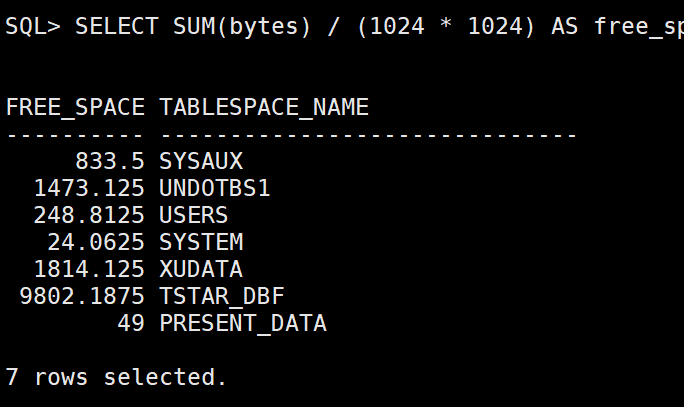 SQL> SELECT SUM(bytes) / (1024 * 1024) AS free_sp
FREE_SPACE TABLESPACE_NAME
---------- ------------------------------
833.5 SYSAUX
1473.125 UNDOTBS1
248.8125 USERS
24.0625 SYSTEM
1814.125 XUDATA
9802.1875 TSTAR_DBF
49 PRESENT_DATA
7 rows selected.